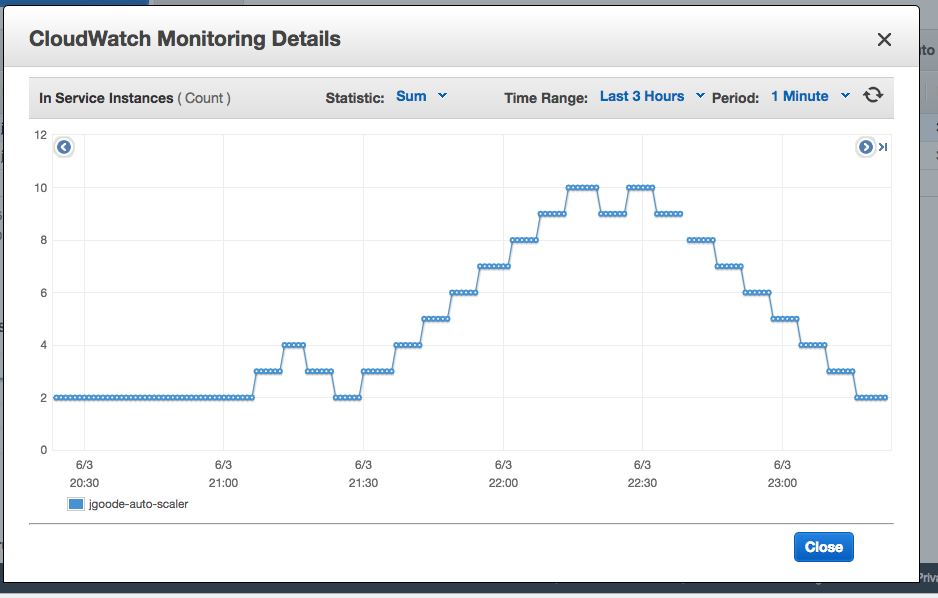 CloudWatch Monitoring Details
to
In Service Instances ( Count ) Statistic: Sum Time Range: Last 3 Hours Period: 1 Minute
12
10
8
6
4
2
0
6/3 6/3 6/3 6/3 6/3 6/3
20:30 21:00 21:30 22:00 22:30 23:00
jgoode-auto-scaler
Close
Priva